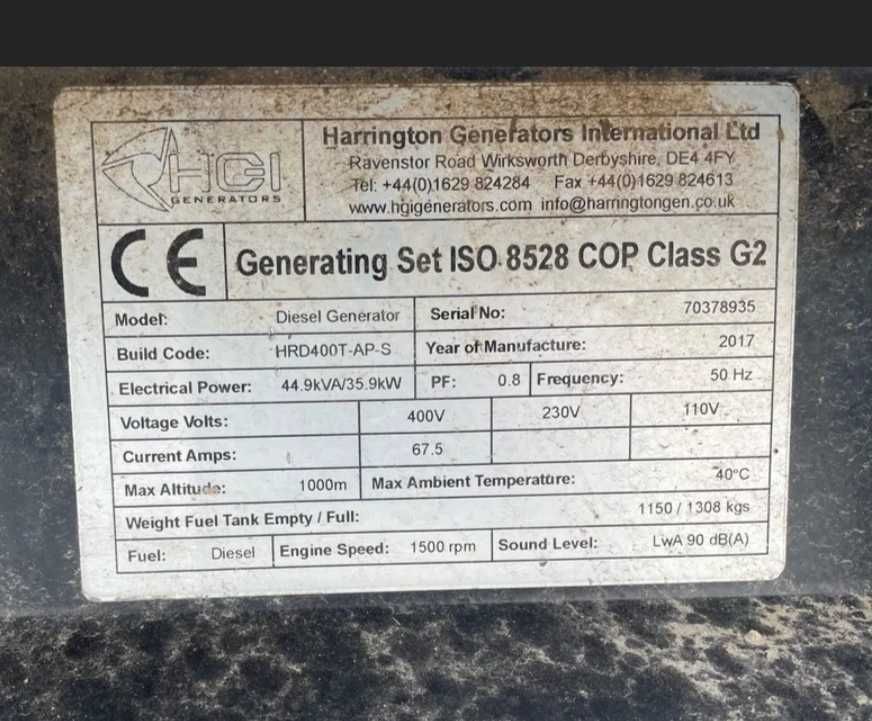 HGI
GENERATORS
Harrington Generators International Ltd
Ravenstor Road Wirksworth Derbyshire, DE4 4FY
Tel: +44(0)1629 824284 Fax +44(0)1629 824613
www.hgigenerators.com info@harringtongen.co.uk
CE Generating Set ISO 8528 COP Class G2
Model: Diesel Generator Serial No: 70378935
Build Code: HRD400T-AP-S Year of Manufacture: 2017
Electrical Power: 44.9kVA/35.9kW PF: 0.8 Frequency: 50 Hz
Voltage Volts: 400V 230V 110V
Current Amps: 67.5
Max Altitude: 1000m Max Ambient Temperature: 40°C
Weight Fuel Tank Empty / Full: 1150 / 1308 kgs
Fuel: Diesel Engine Speed: 1500 rpm Sound Level: LwA 90 dB(A)